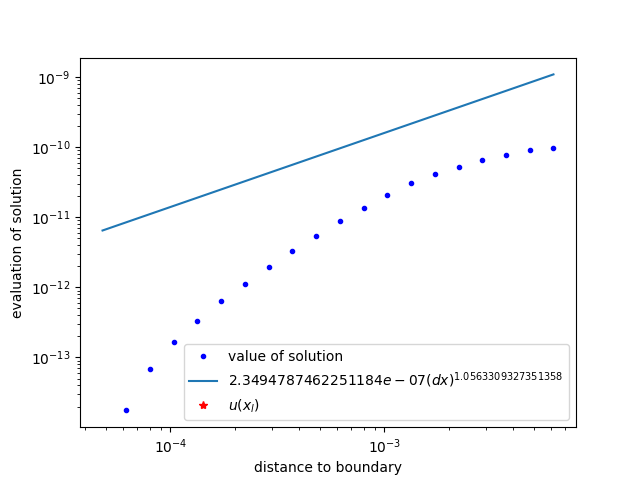 10⁻⁹
10⁻¹⁰
10⁻¹¹
10⁻¹²
10⁻¹³
evaluation of solution
value of solution
2.3494787462251184e − 07(dx)^1.0563309327351358
u(x_l)
10⁻⁴
10⁻³
distance to boundary